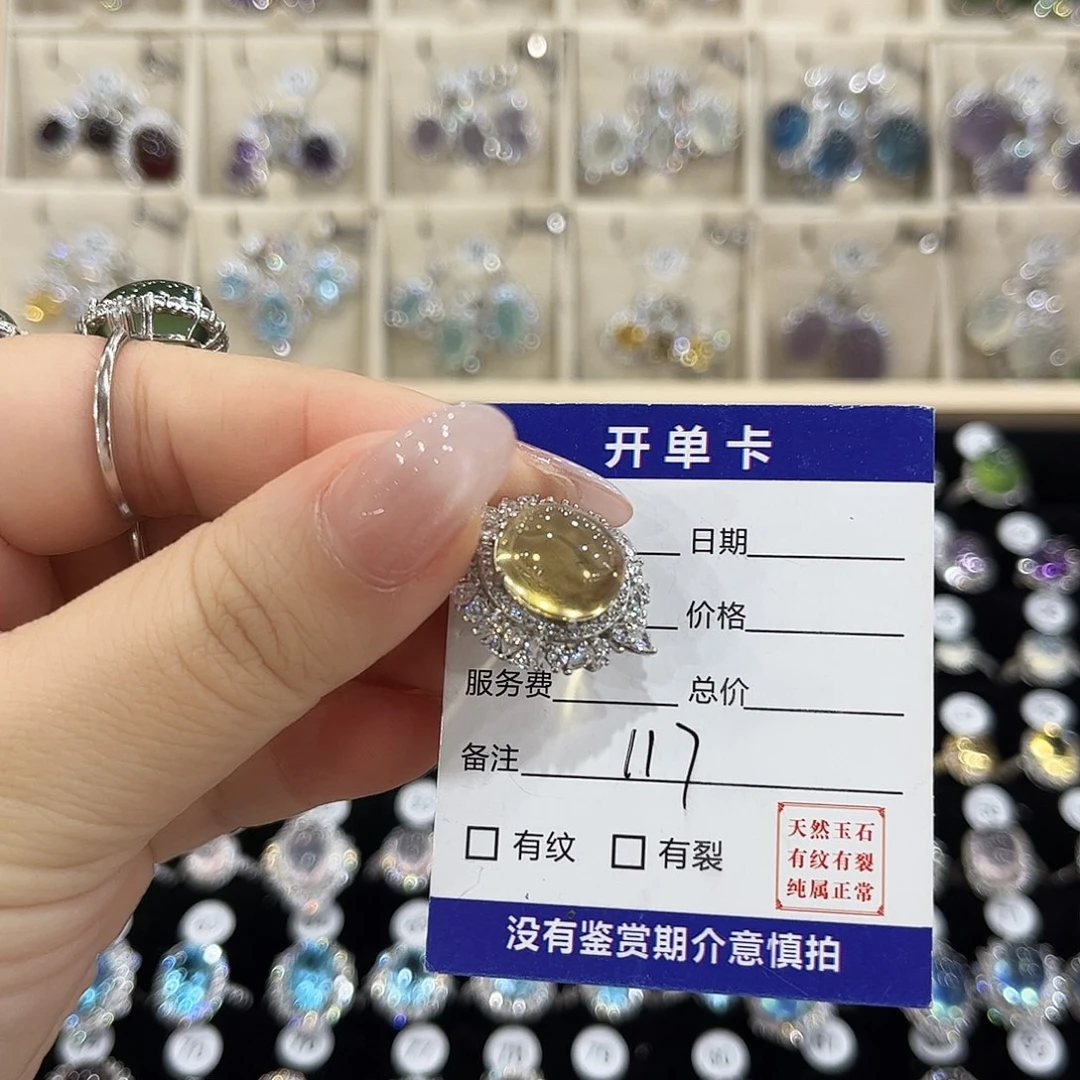 开单卡
日期
价格
服务费 总价
备注 117
有纹 有裂
天然玉石
有纹有裂
纯属正常
没有鉴赏期介意慎拍